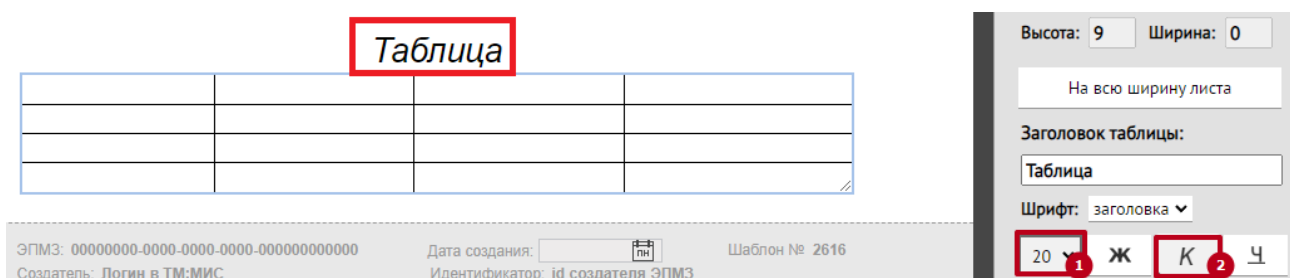 Таблица
ЭПМЗ: 00000000-0000-0000-0000-000000000000 Дата создания: ПН Шаблон № 2616
Создатель: Логин в ТМ:МИС Идентификатор: id создателя ЭПМЗ
Высота: 9 Ширина: 0
На всю ширину листа
Заголовок таблицы:
Таблица
Шрифт: заголовка
20 1 Ж К 2 Ч